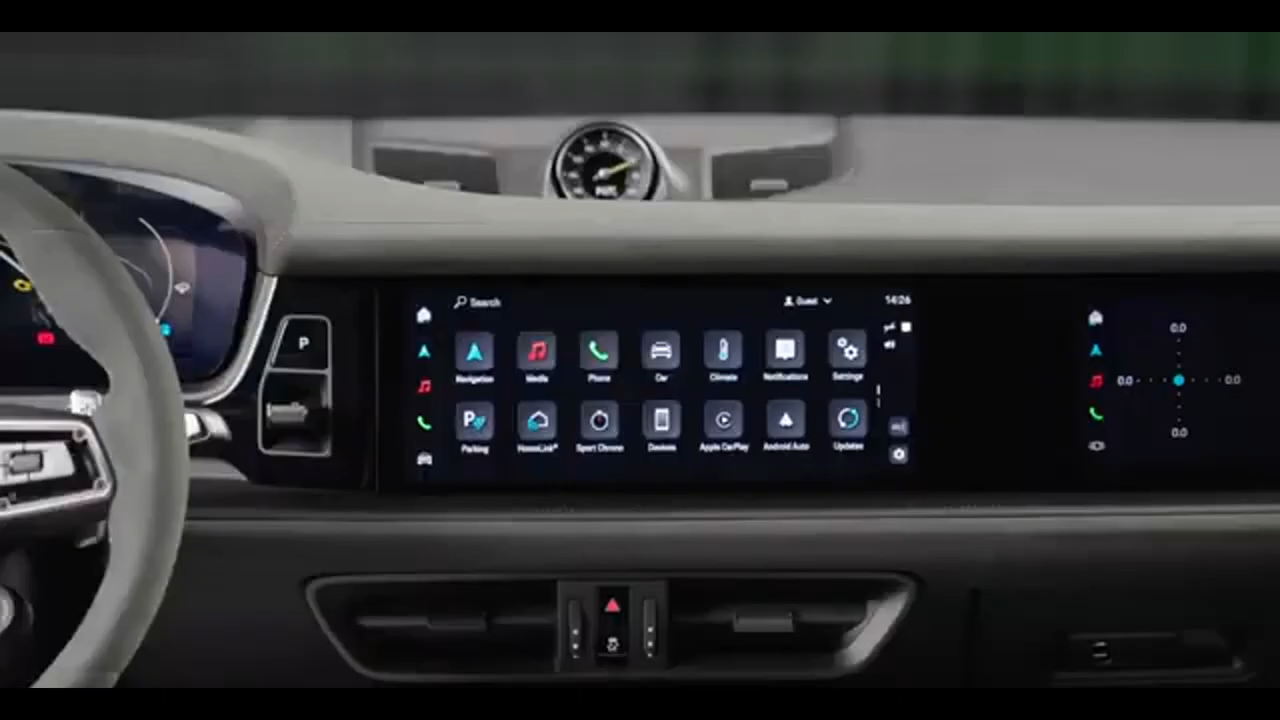 P
Search
Guest
14:26
Navigation Media Phone Car Climate Notifications Settings
P
Parking HomeLink® Sport Chrono Devices Apple CarPlay Android Auto Updates
0.0
0.0 0.0
0.0